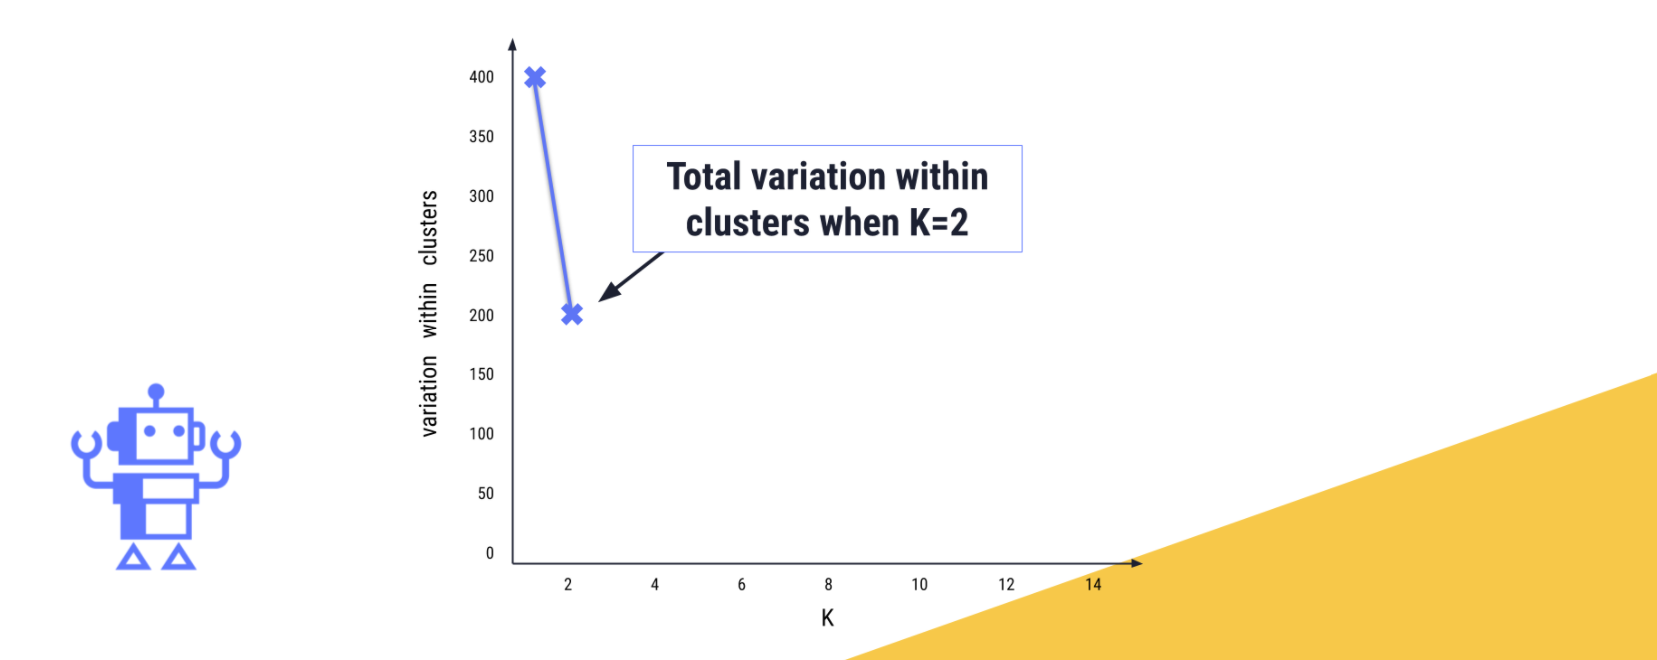 400
350
300
250
200
150
100
50
0
variation within clusters
Total variation within
clusters when K=2
2 4 6 8 10 12 14
K